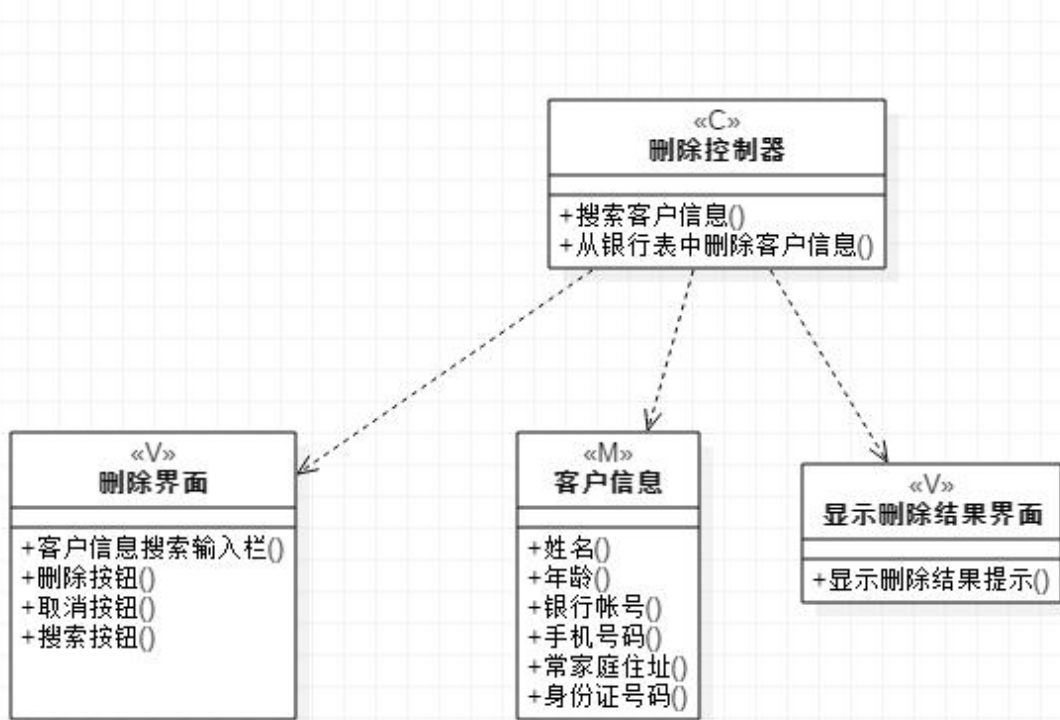 «C»
删除控制器
+搜索客户信息()
+从银行表中删除客户信息()
«V»
删除界面
+客户信息搜索输入栏()
+删除按钮()
+取消按钮()
+搜索按钮()
«M»
客户信息
+姓名()
+年龄()
+银行帐号()
+手机号码()
+常家庭住址()
+身份证号码()
«V»
显示删除结果界面
+显示删除结果提示()